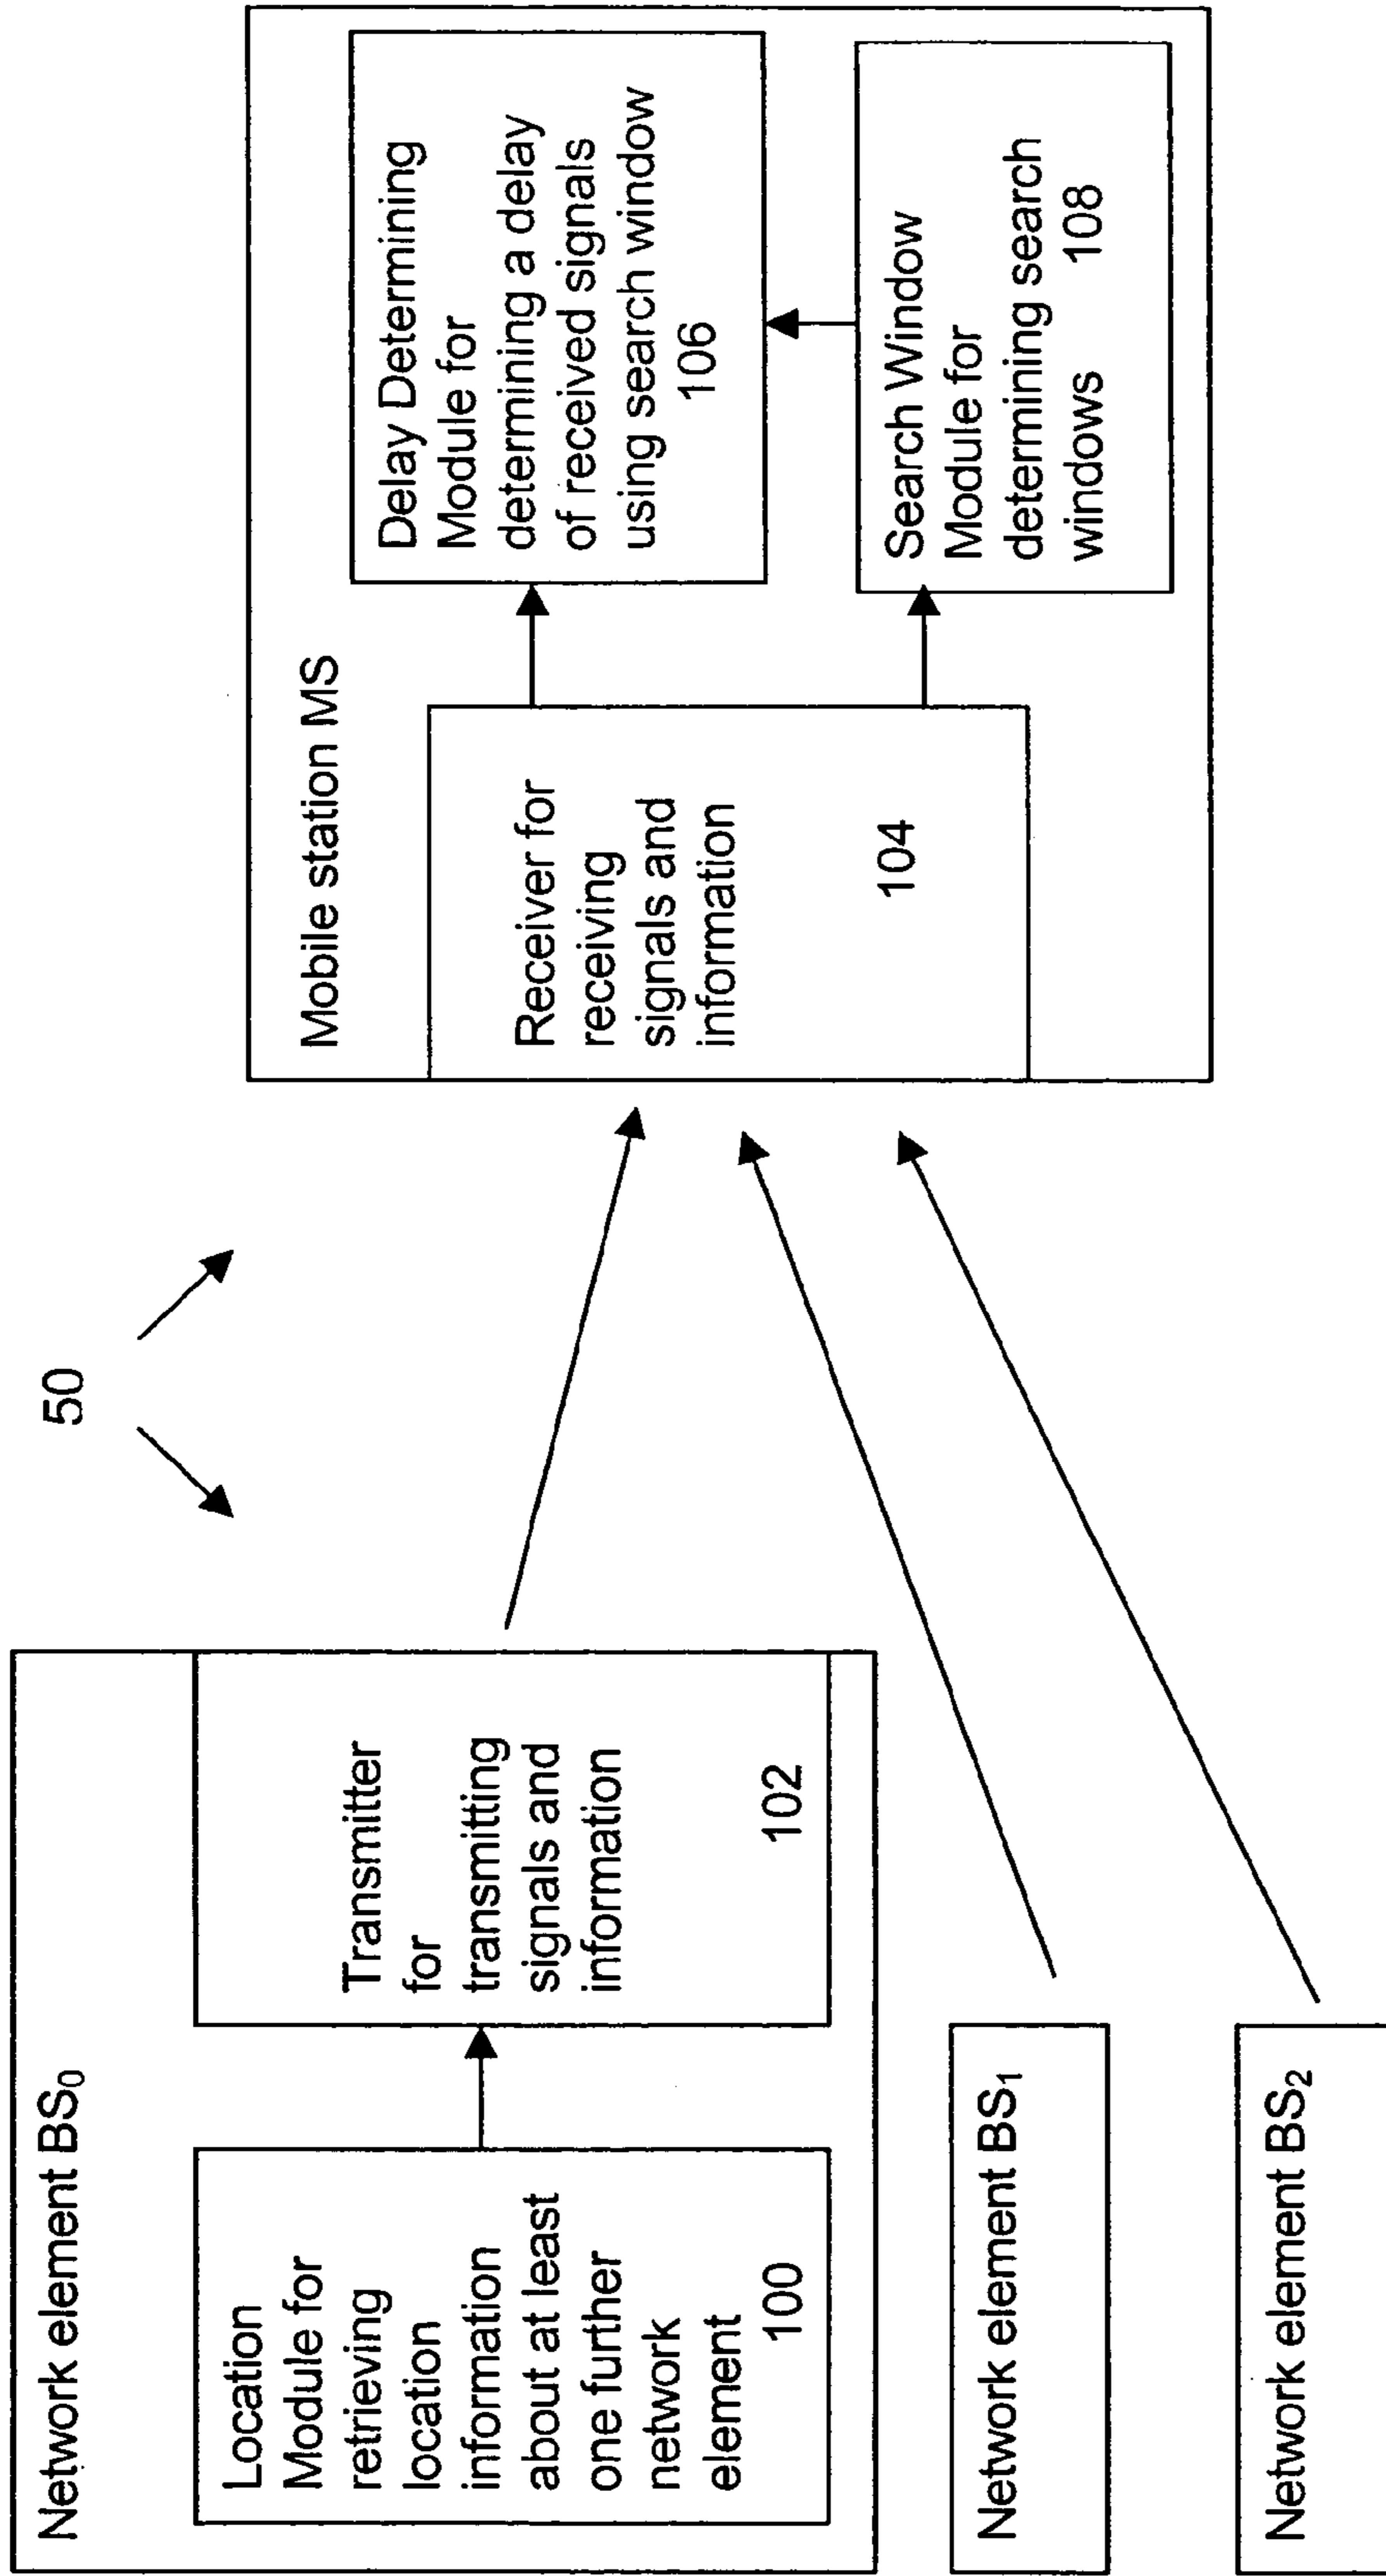 50
Network element BS₀
Location
Module for
retrieving
location
information
about at least
one further
network
element
100
Transmitter
for
transmitting
signals and
information
102
Network element BS₁
Network element BS₂
Mobile station MS
Receiver for
receiving
signals and
information
104
Delay Determining
Module for
determining a delay
of received signals
using search window
106
Search Window
Module for
determining search
windows 108